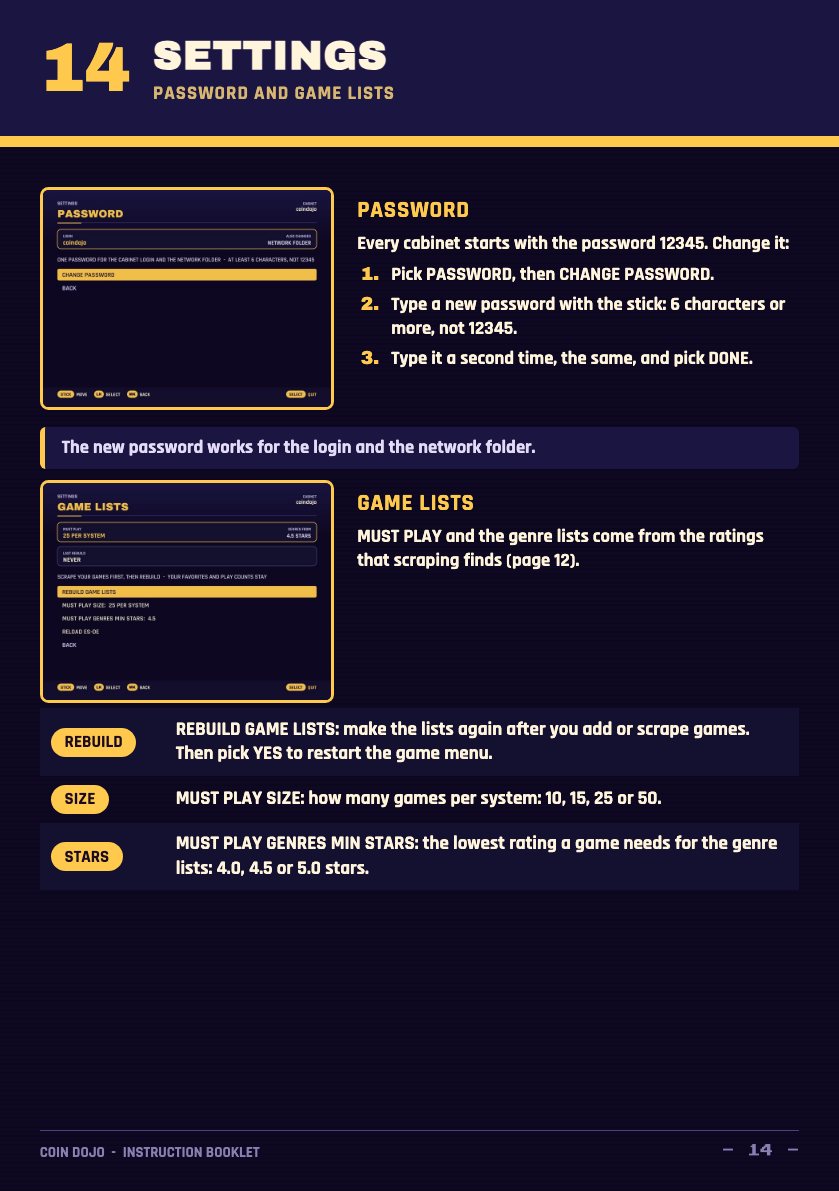 14
SETTINGS
PASSWORD AND GAME LISTS
SETTINGS
PASSWORD
CABINET
coindojo
LOGIN
coindojo
ALSO CHANGES
NETWORK FOLDER
ONE PASSWORD FOR THE CABINET LOGIN AND THE NETWORK FOLDER - AT LEAST 6 CHARACTERS, NOT 12345
CHANGE PASSWORD
BACK
STICK MOVE
SELECT
BACK
SELECT QUIT
PASSWORD
Every cabinet starts with the password 12345. Change it:
1. Pick PASSWORD, then CHANGE PASSWORD.
2. Type a new password with the stick: 6 characters or
more, not 12345.
3. Type it a second time, the same, and pick DONE.
The new password works for the login and the network folder.
SETTINGS
GAME LISTS
CABINET
coindojo
MUST PLAY
25 PER SYSTEM
4.5 STARS
LAST REBUILD
NEVER
SCRAPE YOUR GAMES FIRST, THEN REBUILD - YOUR FAVORITES AND PLAY COUNTS STAY
REBUILD GAME LISTS
MUST PLAY SIZE: 25 PER SYSTEM
MUST PLAY GENRES MIN STARS: 4.5
RELOAD ES-DE
BACK
STICK MOVE
SELECT
BACK
SELECT QUIT
GAME LISTS
MUST PLAY and the genre lists come from the ratings
that scraping finds (page 12).
REBUILD
REBUILD GAME LISTS: make the lists again after you add or scrape games.
Then pick YES to restart the game menu.
SIZE
MUST PLAY SIZE: how many games per system: 10, 15, 25 or 50.
STARS
MUST PLAY GENRES MIN STARS: the lowest rating a game needs for the genre
lists: 4.0, 4.5 or 5.0 stars.
COIN DOJO - INSTRUCTION BOOKLET
– 14 –